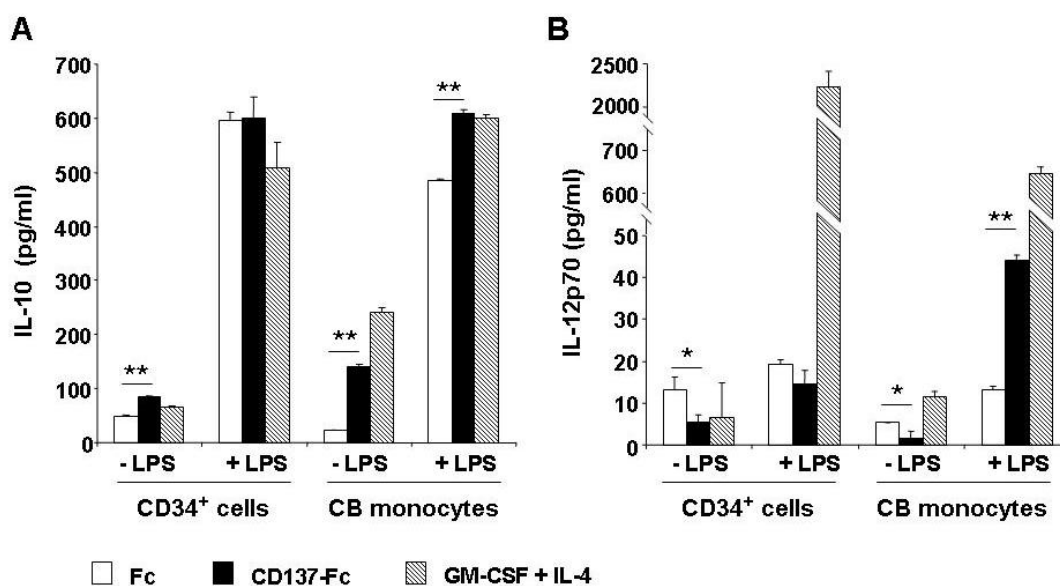 A
IL-10 (pg/ml)
700
600
500
400
300
200
100
0
**
**
**
- LPS + LPS - LPS + LPS
CD34+ cells CB monocytes
B
IL-12p70 (pg/ml)
2500
2000
700
600
50
40
30
20
10
0
*
*
**
- LPS + LPS - LPS + LPS
CD34+ cells CB monocytes
Fc CD137-Fc GM-CSF + IL-4